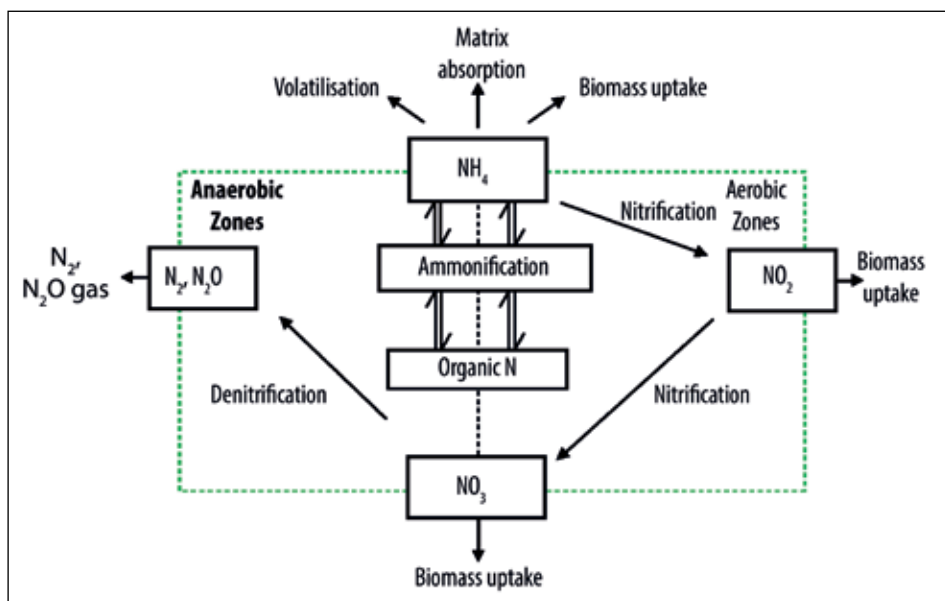 Matrix
absorption
Volatilisation
Biomass uptake
NH₄
Anaerobic
Zones
Nitrification
Aerobic
Zones
Ammonification
N₂,
N₂O gas
N₂, N₂O
NO₂
Biomass
uptake
Organic N
Denitrification
Nitrification
NO₃
Biomass uptake